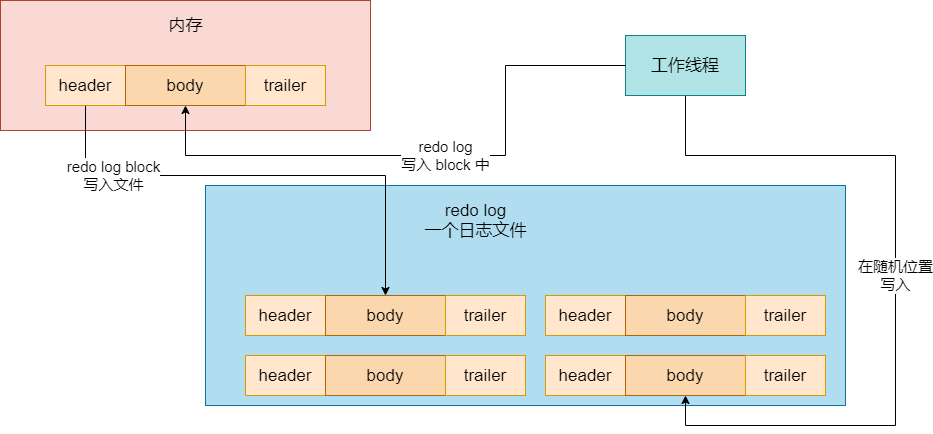 内存
header body trailer
工作线程
redo log
写入 block 中
redo log block
写入文件
redo log
一个日志文件
在随机位置
写入
header body trailer header body trailer
header body trailer header body trailer